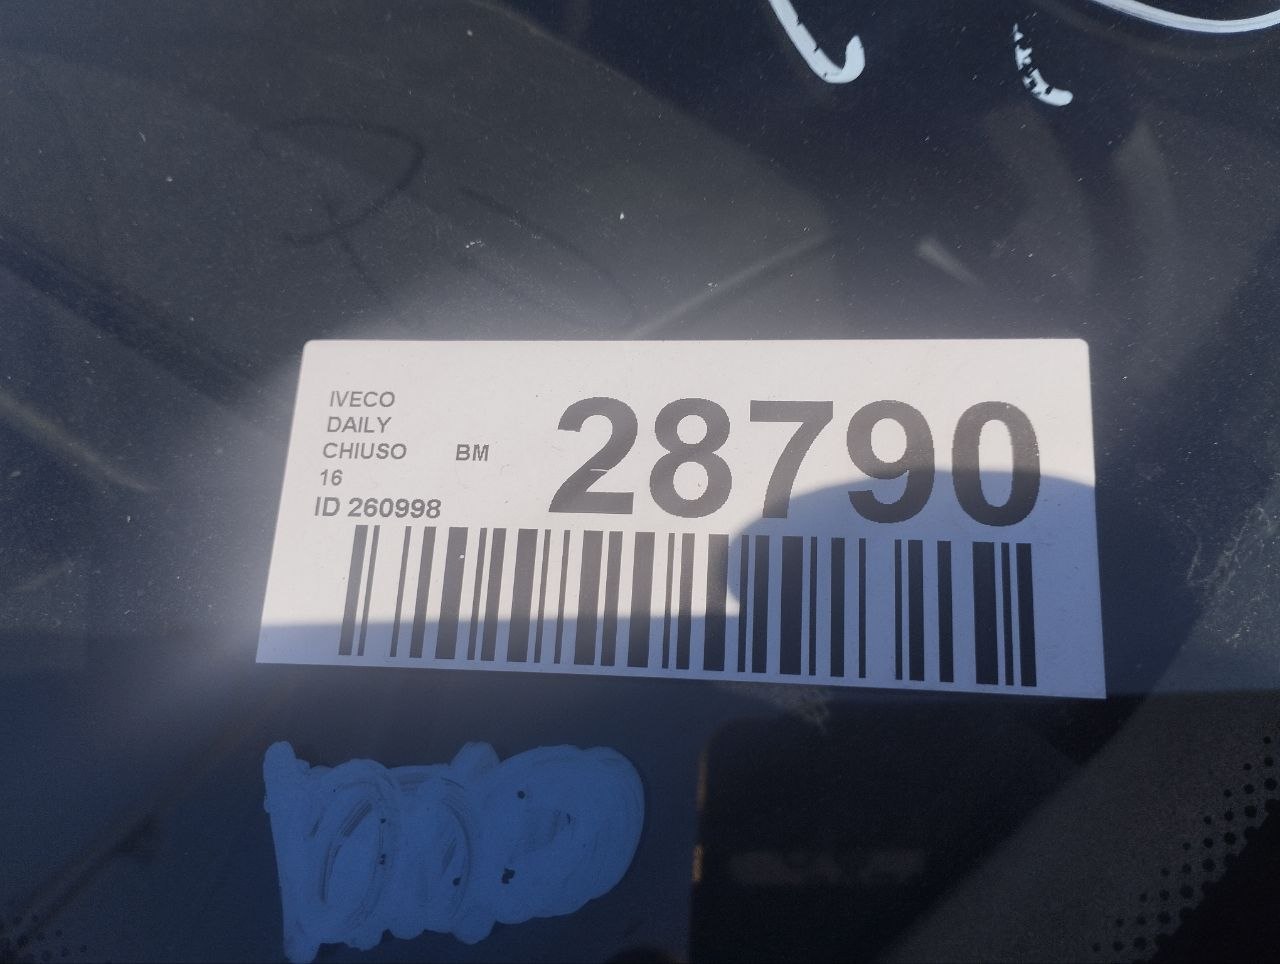 IVECO
DAILY
CHIUSO BM
16
ID 260998
28790